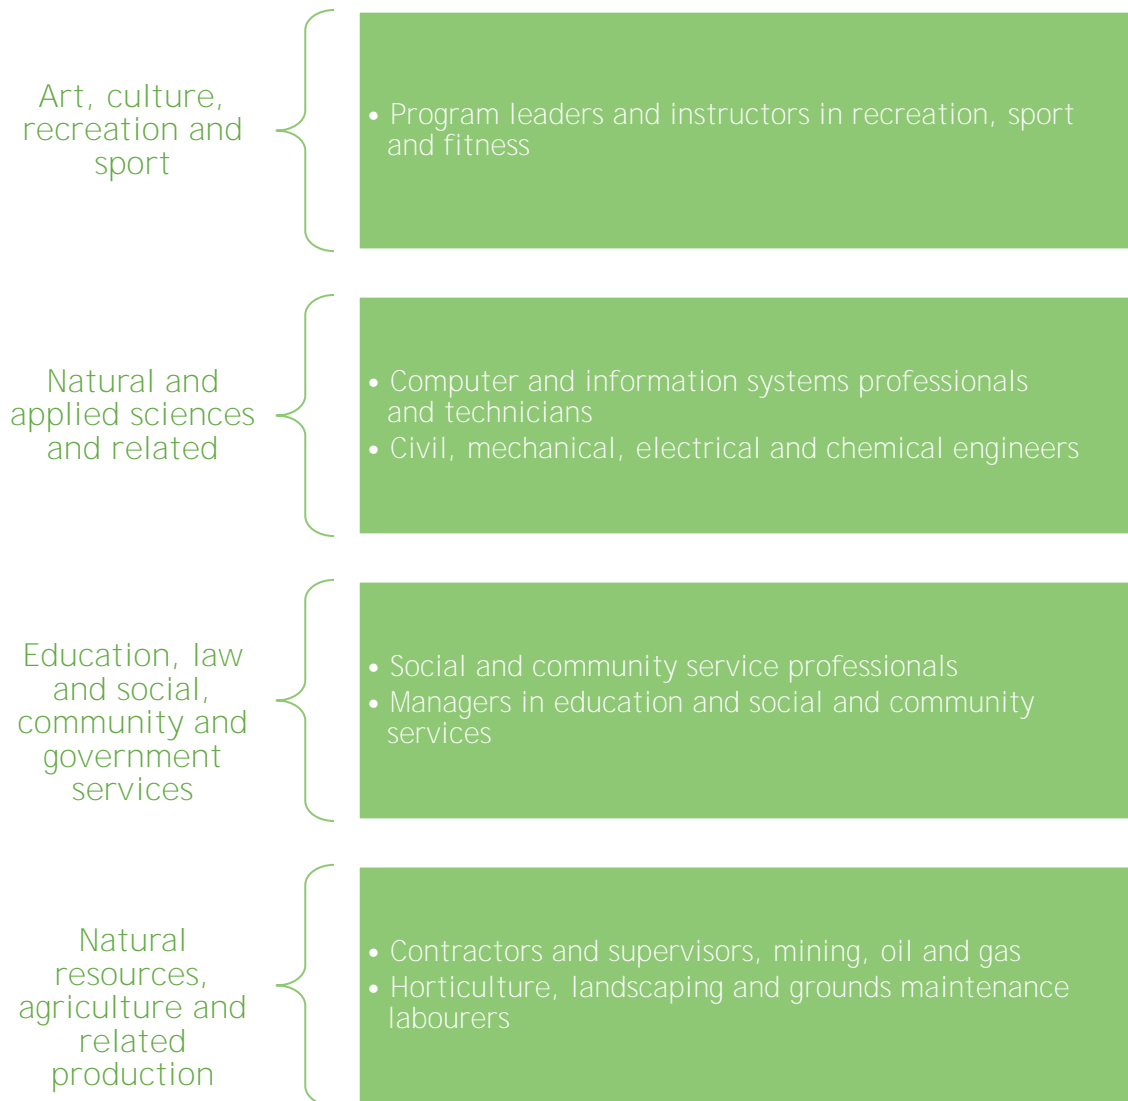 Art, culture,
recreation and
sport
• Program leaders and instructors in recreation, sport
and fitness
Natural and
applied sciences
and related
• Computer and information systems professionals
and technicians
• Civil, mechanical, electrical and chemical engineers
Education, law
and social,
community and
government
services
• Social and community service professionals
• Managers in education and social and community
services
Natural
resources,
agriculture and
related
production
• Contractors and supervisors, mining, oil and gas
• Horticulture, landscaping and grounds maintenance
labourers